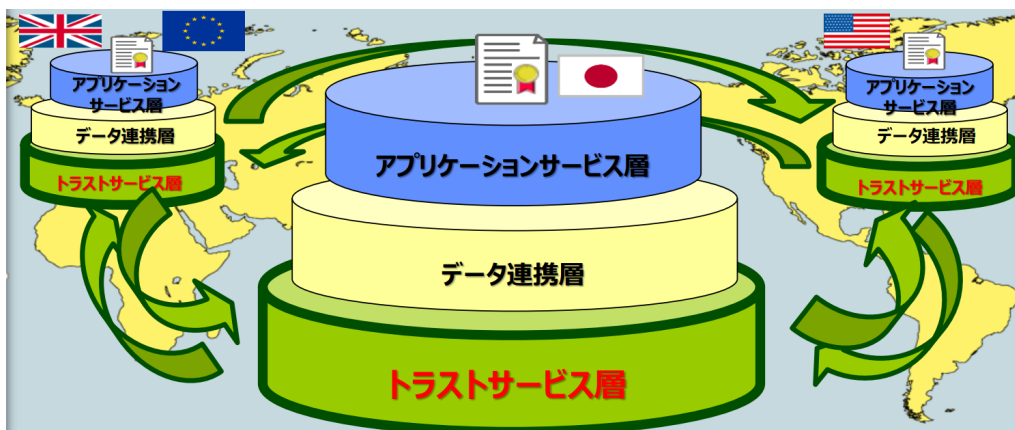 アプリケーション
サービス層
データ連携層
トラストサービス層
アプリケーションサービス層
データ連携層
トラストサービス層
アプリケーション
サービス層
データ連携層
トラストサービス層